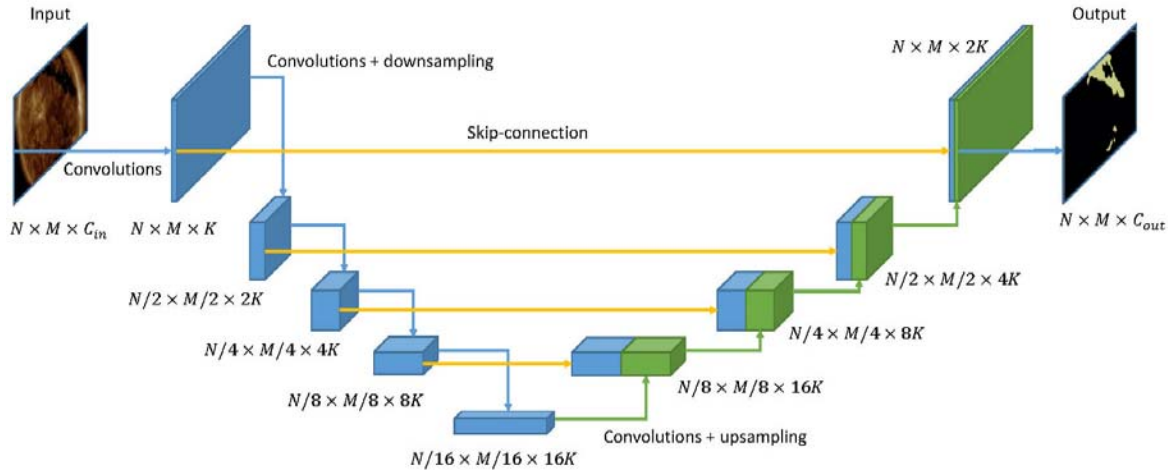 Input
Output
N × M × 2K
Convolutions + downsampling
Skip-connection
Convolutions
N × M × C_in
N × M × K
N × M × C_out
N/2 × M/2 × 2K
N/2 × M/2 × 4K
N/4 × M/4 × 4K
N/4 × M/4 × 8K
N/8 × M/8 × 8K
N/8 × M/8 × 16K
Convolutions + upsampling
N/16 × M/16 × 16K